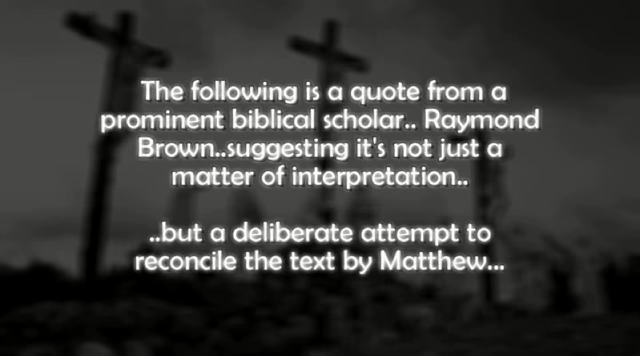 The following is a quote from a
prominent biblical scholar.. Raymond
Brown..suggesting it's not just a
matter of interpretation..
..but a deliberate attempt to
reconcile the text by Matthew...